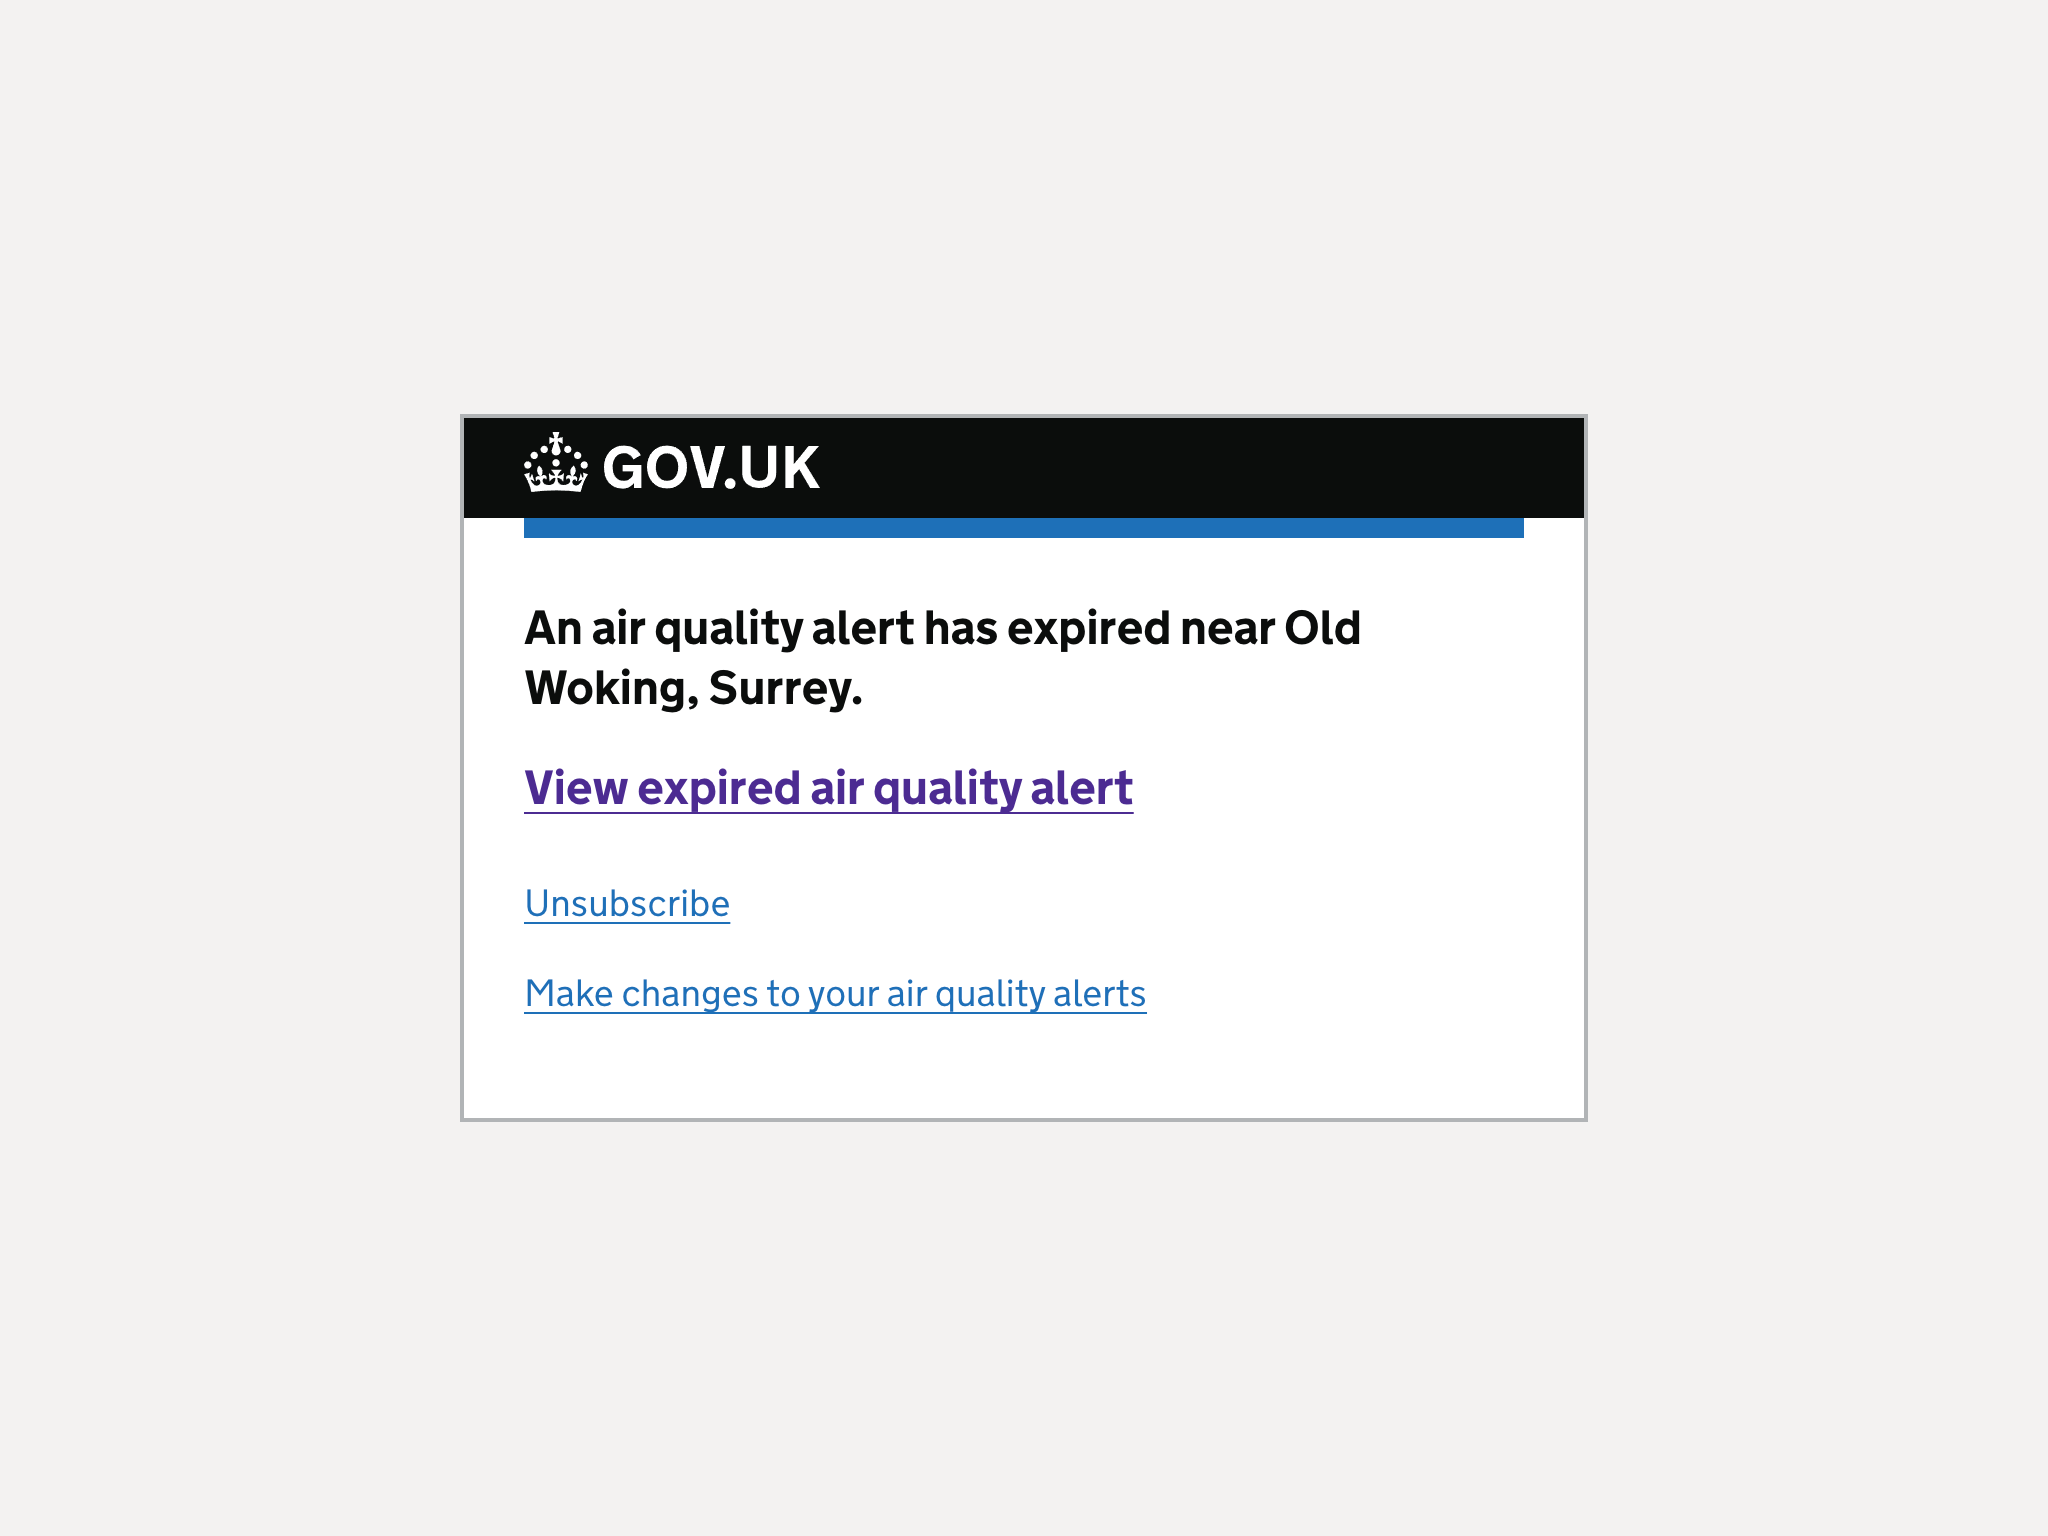 GOV.UK
An air quality alert has expired near Old
Woking, Surrey.
View expired air quality alert
Unsubscribe
Make changes to your air quality alerts